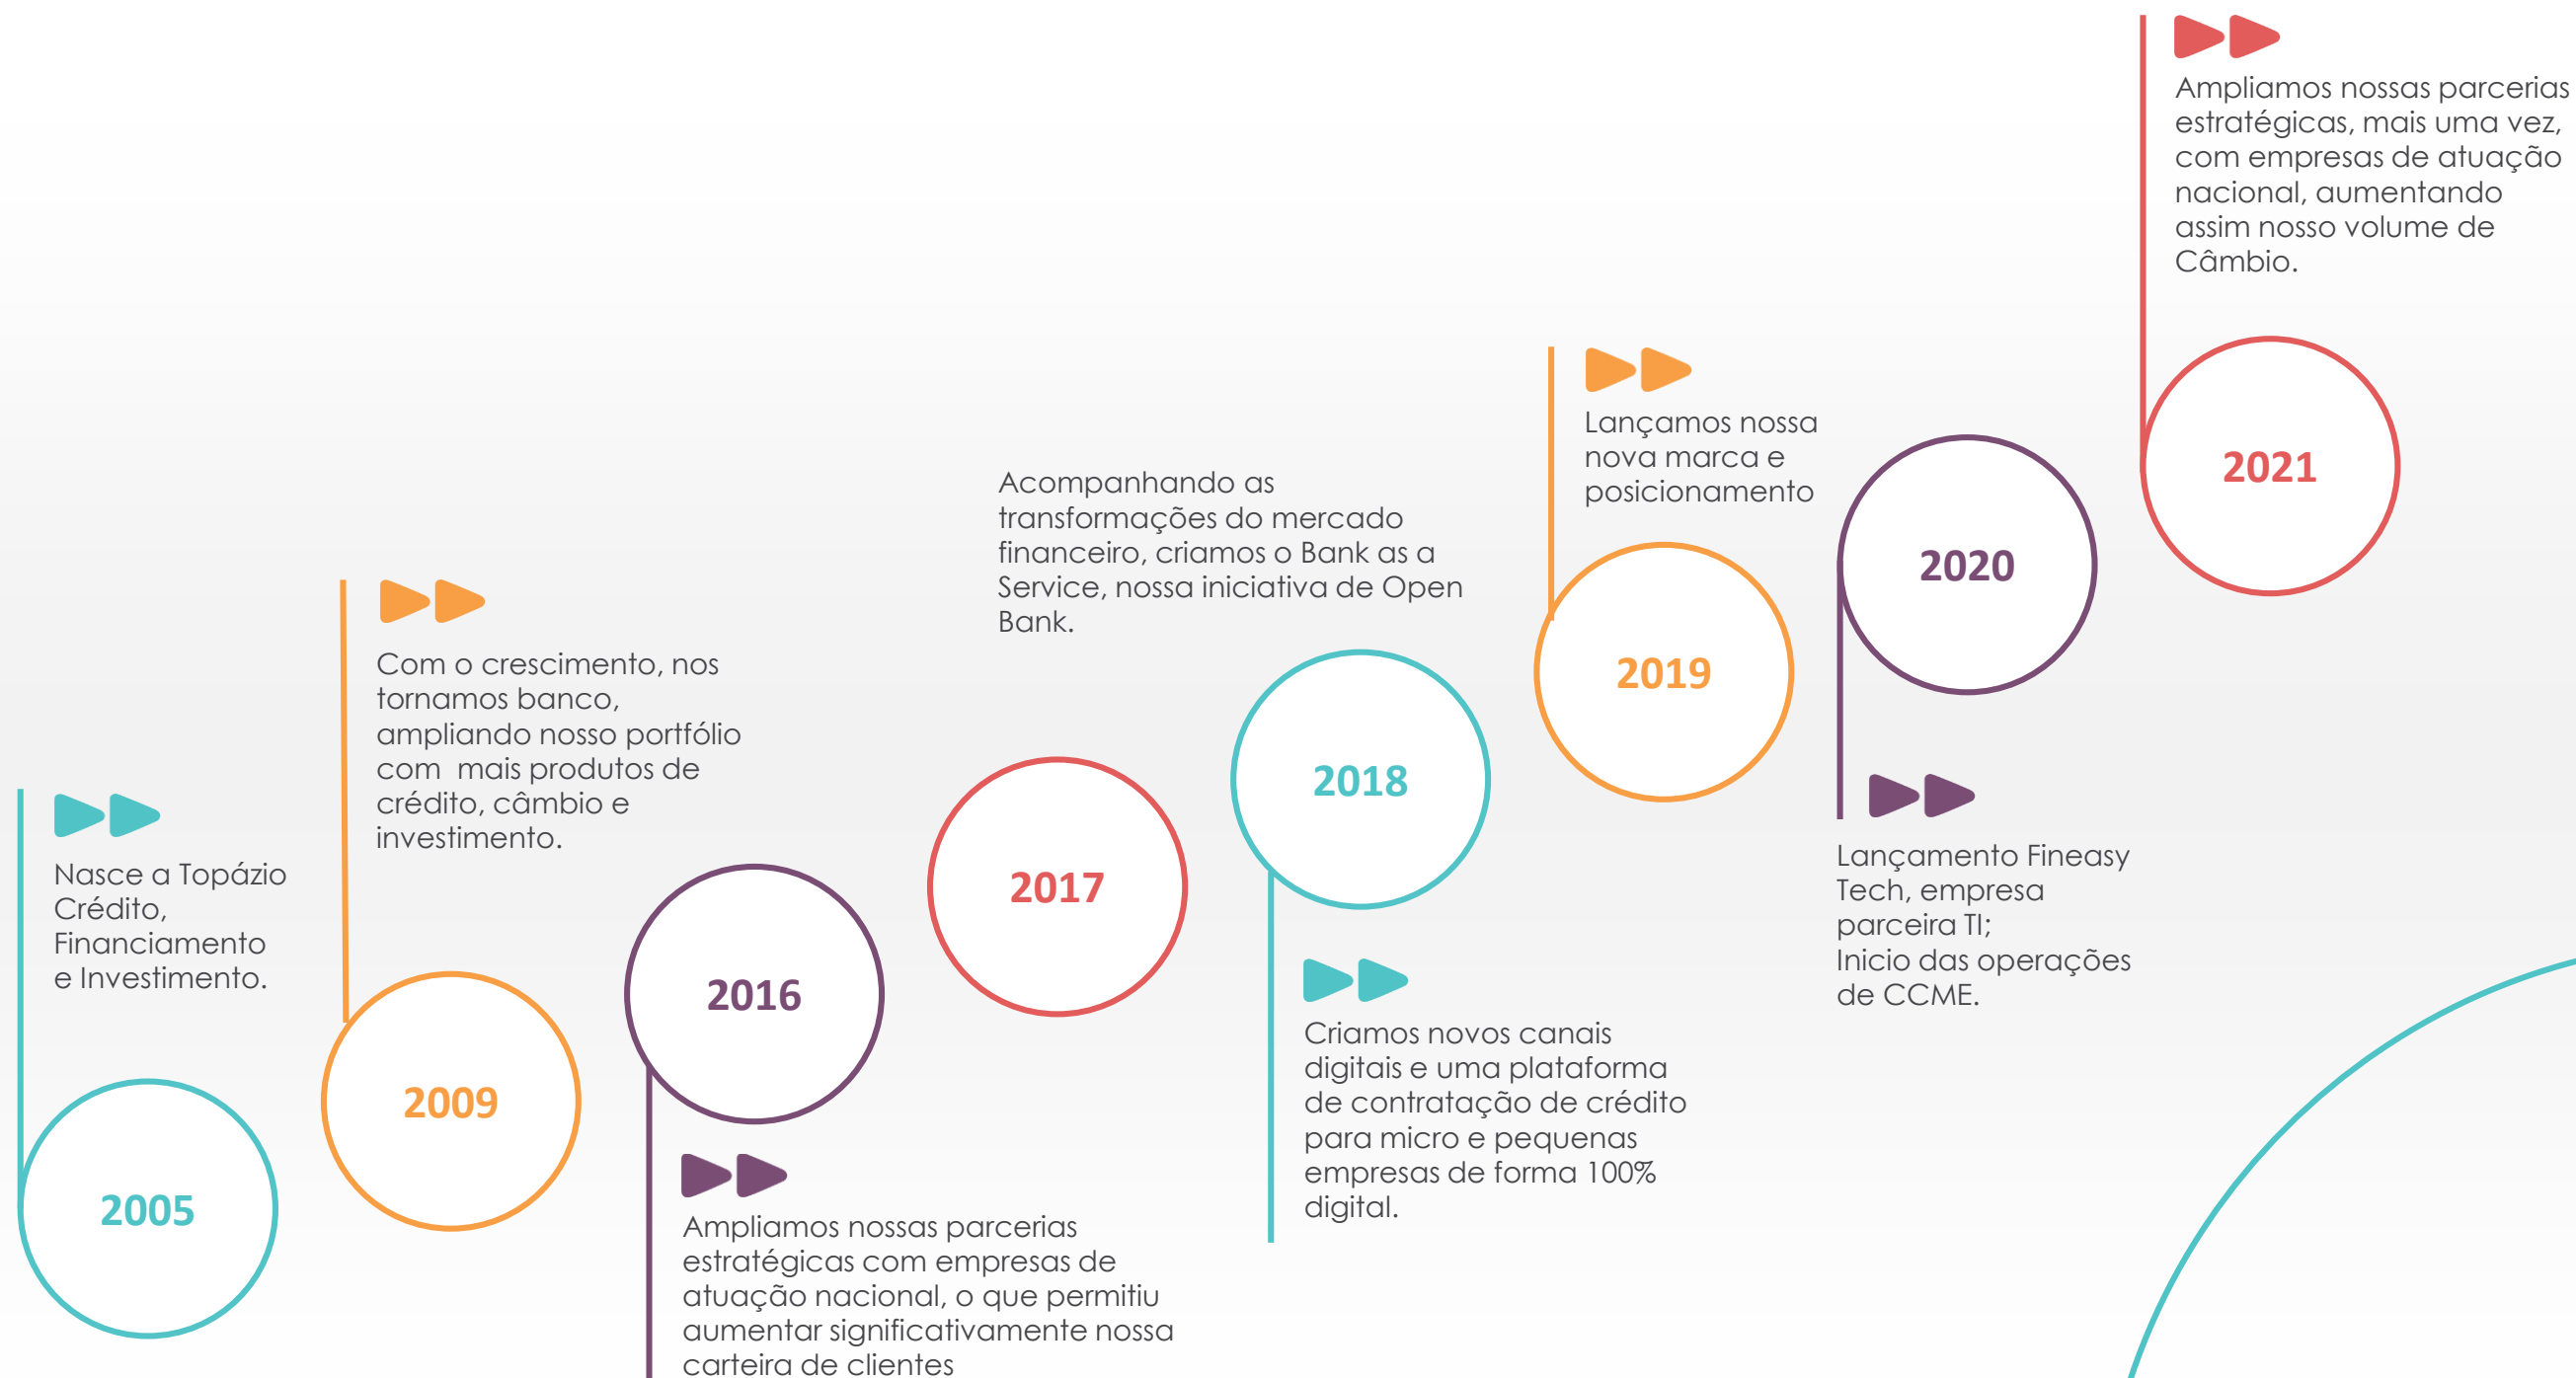 Nasce a Topázio
Crédito,
Financiamento
e Investimento.
2005
Com o crescimento, nos
tornamos banco,
ampliando nosso portfólio
com  mais produtos de
crédito, câmbio e
investimento.
2009
2016
Ampliamos nossas parcerias
estratégicas com empresas de
atuação nacional, o que permitiu
aumentar significativamente nossa
carteira de clientes
Acompanhando as
transformações do mercado
financeiro, criamos o Bank as a
Service, nossa iniciativa de Open
Bank.
2017
2018
Criamos novos canais
digitais e uma plataforma
de contratação de crédito
para micro e pequenas
empresas de forma 100%
digital.
Lançamos nossa
nova marca e
posicionamento
2019
2020
Lançamento Fineasy
Tech, empresa
parceira TI;
Inicio das operações
de CCME.
Ampliamos nossas parcerias
estratégicas, mais uma vez,
com empresas de atuação
nacional, aumentando
assim nosso volume de
Câmbio.
2021